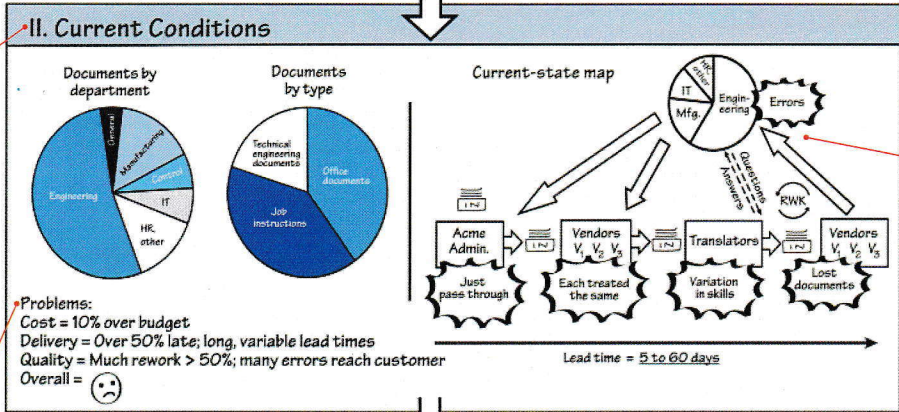 II. Current Conditions
Documents by
department
General
Manufacturing
Control
IT
HR,
other
Engineering
Documents
by type
Technical
engineering
documents
Office
documents
Job
instructions
Problems:
Cost = 10% over budget
Delivery = Over 50% late; long, variable lead times
Quality = Much rework > 50%; many errors reach customer
Overall =
Current-state map
HR,
other
IT
Mfg.
Engin-
eering
Errors
Questions
Answers
RWK
IN
Acme
Admin.
Just
pass through
IN
Vendors
V1 V2 V3
Each treated
the same
IN
Translators
Variation
in skills
IN
Vendors
V1 V2 V3
Lost
documents
Lead time = 5 to 60 days